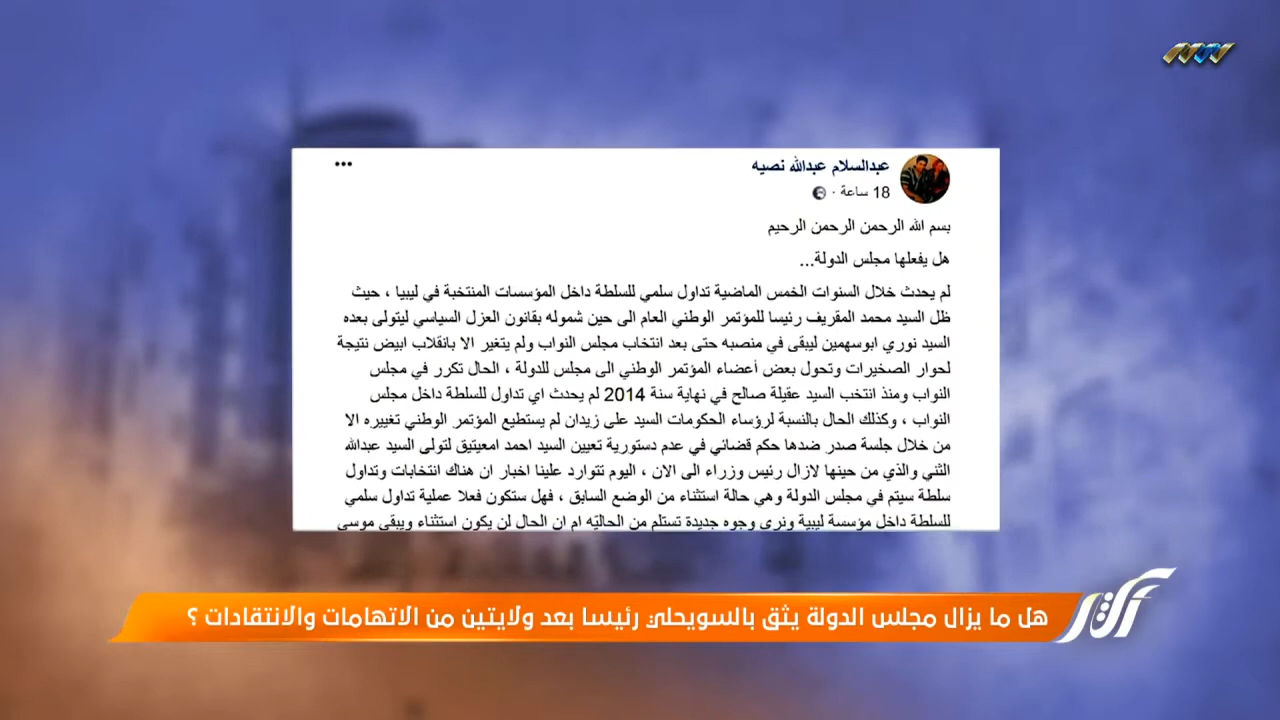 عبدالسلام عبدالله نصيه
18 ساعة ·
بسم الله الرحمن الرحمن الرحيم
هل يفعلها مجلس الدولة...
لم يحدث خلال السنوات الخمس الماضية تداول سلمي للسلطة داخل المؤسسات المنتخبة في ليبيا ، حيث
ظل السيد محمد المقريف رئيسا للمؤتمر الوطني العام الى حين شموله بقانون العزل السياسي ليتولى بعده
السيد نوري ابوسهمين ليبقى في منصبه حتى بعد انتخاب مجلس النواب ولم يتغير الا بانقلاب ابيض نتيجة
لحوار الصخيرات وتحول بعض أعضاء المؤتمر الوطني الى مجلس للدولة ، الحال تكرر في مجلس
النواب ومنذ انتخب السيد عقيلة صالح في نهاية سنة 2014 لم يحدث اي تداول للسلطة داخل مجلس
النواب ، وكذلك الحال بالنسبة لرؤساء الحكومات السيد على زيدان لم يستطيع المؤتمر الوطني تغييره الا
من خلال جلسة صدر ضدها حكم قضائي في عدم دستورية تعيين السيد احمد امعيتيق لتولى السيد عبدالله
الثني والذي من حينها لازال رئيس وزراء الى الان ، اليوم تتوارد علينا اخبار ان هناك انتخابات وتداول
سلطة سيتم في مجلس الدولة وهي حالة استثناء من الوضع السابق ، فهل ستكون فعلا عملية تداول سلمي
للسلطة داخل مؤسسة ليبية ونرى وجوه جديدة تستلم من الحاليّه ام ان الحال لن يكون استثناء ويبقى موسى
هل ما يزال مجلس الدولة يثق بالسويحلي رئيسا بعد ولايتين من الاتهامات والانتقادات ؟
أكثر